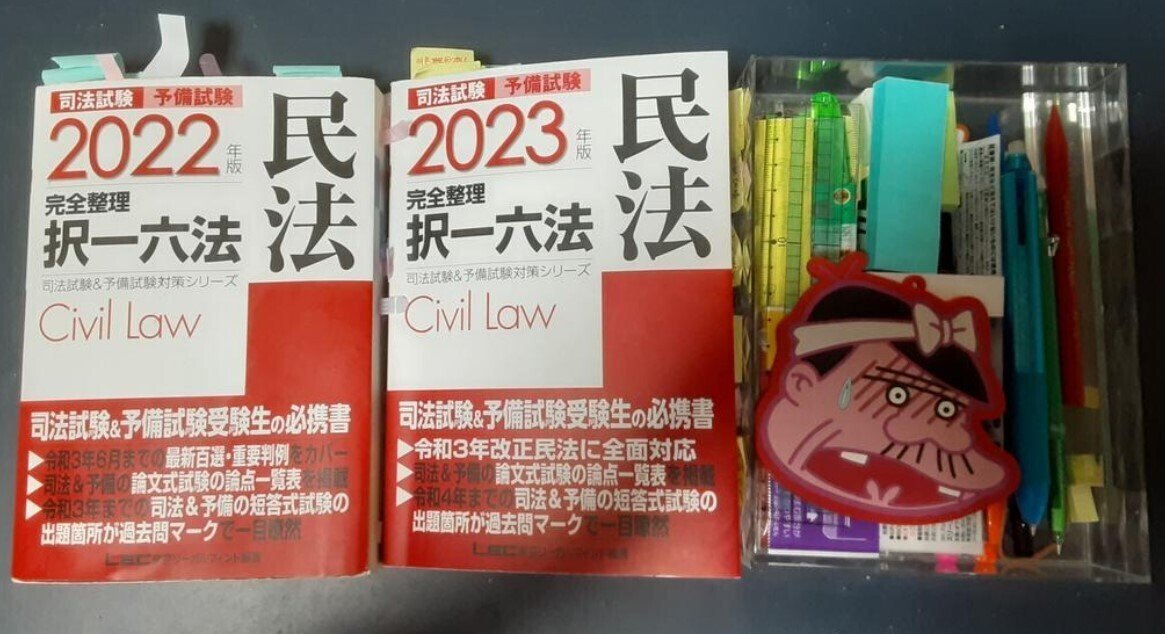 司法試験 予備試験
2022年版
民法
完全整理
択一六法
司法試験&予備試験対策シリーズ
Civil Law
司法試験&予備試験受験生の必携書
令和3年6月までの最新百選・重要判例をカバー
司法&予備の論文式試験の論点一覧表を掲載
令和3年までの司法&予備の短答式試験の
出題箇所が過去問マークで一目瞭然
司法試験 予備試験
2023年版
民法
完全整理
択一六法
司法試験&予備試験対策シリーズ
Civil Law
司法試験&予備試験受験生の必携書
令和3年改正民法に全面対応
司法&予備の論文式試験の論点一覧表を掲載
令和4年までの司法&予備の短答式試験の
出題箇所が過去問マークで一目瞭然